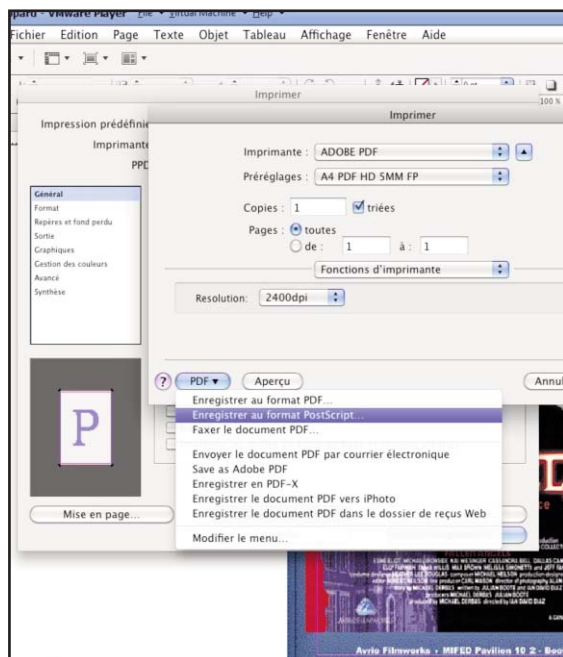 pard - VMware Player File Virtual Machine Help
Fichier Edition Page Texte Objet Tableau Affichage Fenêtre Aide
Imprimer
100 %
Imprimer
Impression prédéfinie
Imprimante
PPD
Imprimante : ADOBE PDF
Préréglages : A4 PDF HD 5MM FP
Copies : 1 triées
Pages : toutes
de : 1 à : 1
Fonctions d'imprimante
Resolution: 2400dpi
Général
Format
Repères et fond perdu
Sortie
Graphiques
Gestion des couleurs
Avancé
Synthèse
P
Mise en page...
? PDF Aperçu Annul
Enregistrer au format PDF...
Enregistrer au format PostScript...
Faxer le document PDF...
Envoyer le document PDF par courrier électronique
Save as Adobe PDF
Enregistrer en PDF-X
Enregistrer le document PDF vers iPhoto
Enregistrer le document PDF dans le dossier de reçus Web
Modifier le menu...
Avrio Filmworks • MIFED Pavilion 10 2 - Boo